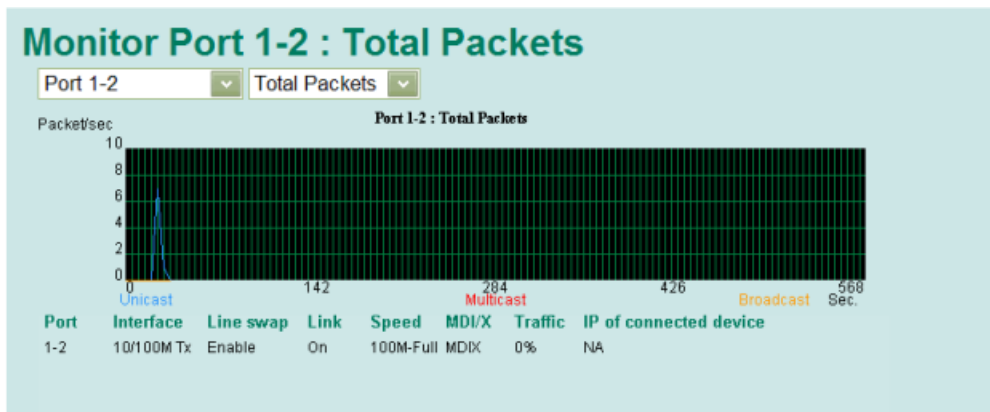 Monitor Port 1-2 : Total Packets
Port 1-2 Total Packets
Port 1-2 : Total Packets
Packet/sec
10
8
6
4
2
0
0 142 284 426 568
Unicast Multicast Broadcast Sec.
Port Interface Line swap Link Speed MDI/X Traffic IP of connected device
1-2 10/100M Tx Enable On 100M-Full MDIX 0% NA